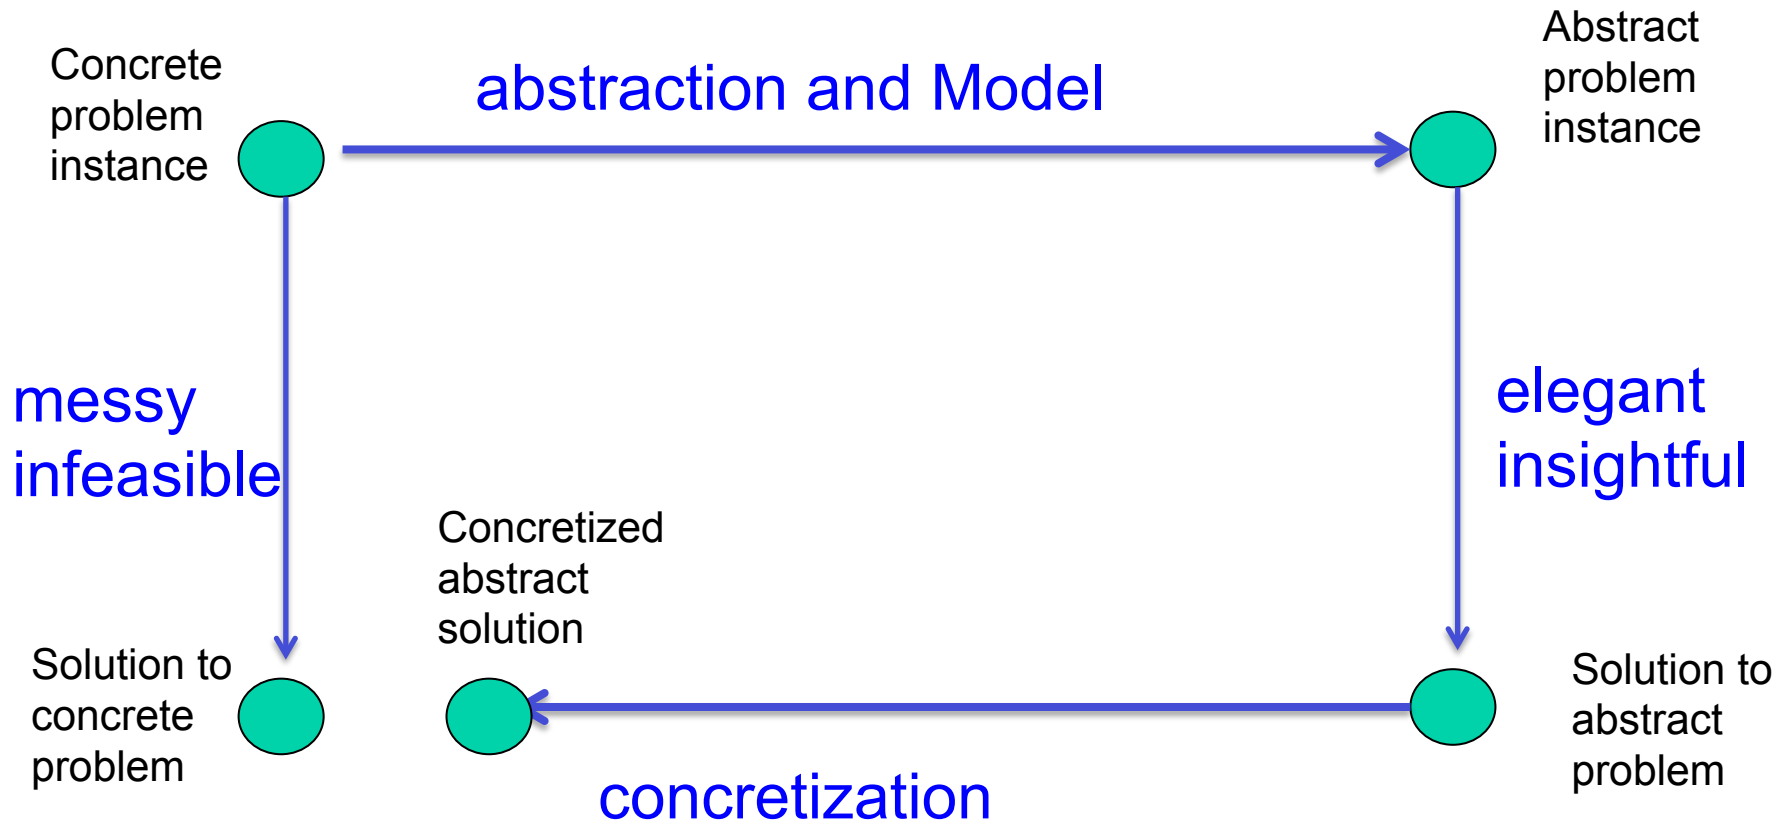 Concrete
problem
instance
abstraction and Model
Abstract
problem
instance
messy
infeasible
elegant
insightful
Concretized
abstract
solution
Solution to
concrete
problem
Solution to
abstract
problem
concretization